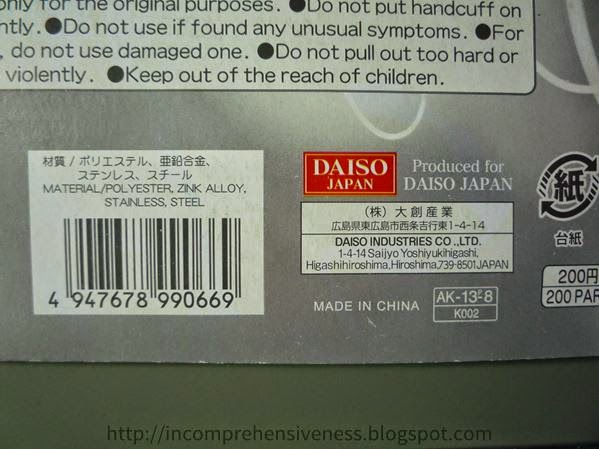 only for the original purposes. ●Do not put handcuff on
ntly. ●Do not use if found any unusual symptoms. ●For
, do not use damaged one. ●Do not pull out too hard or
violently. ●Keep out of the reach of children.
材質 / ポリエステル、亜鉛合金、
ステンレス、スチール
MATERIAL/POLYESTER, ZINK ALLOY,
STAINLESS, STEEL
4 947678 990669
DAISO
JAPAN
Produced for
DAISO JAPAN
(株) 大創産業
広島県東広島市西条吉行東1-4-14
DAISO INDUSTRIES CO.,LTD.
1-4-14 Saijyo Yoshiyukihigashi,
Higashihiroshima,Hiroshima,739-8501JAPAN
MADE IN CHINA
AK-13º8
K002
紙
台紙
200円
200 PAR
http://incomprehensiveness.blogspot.com